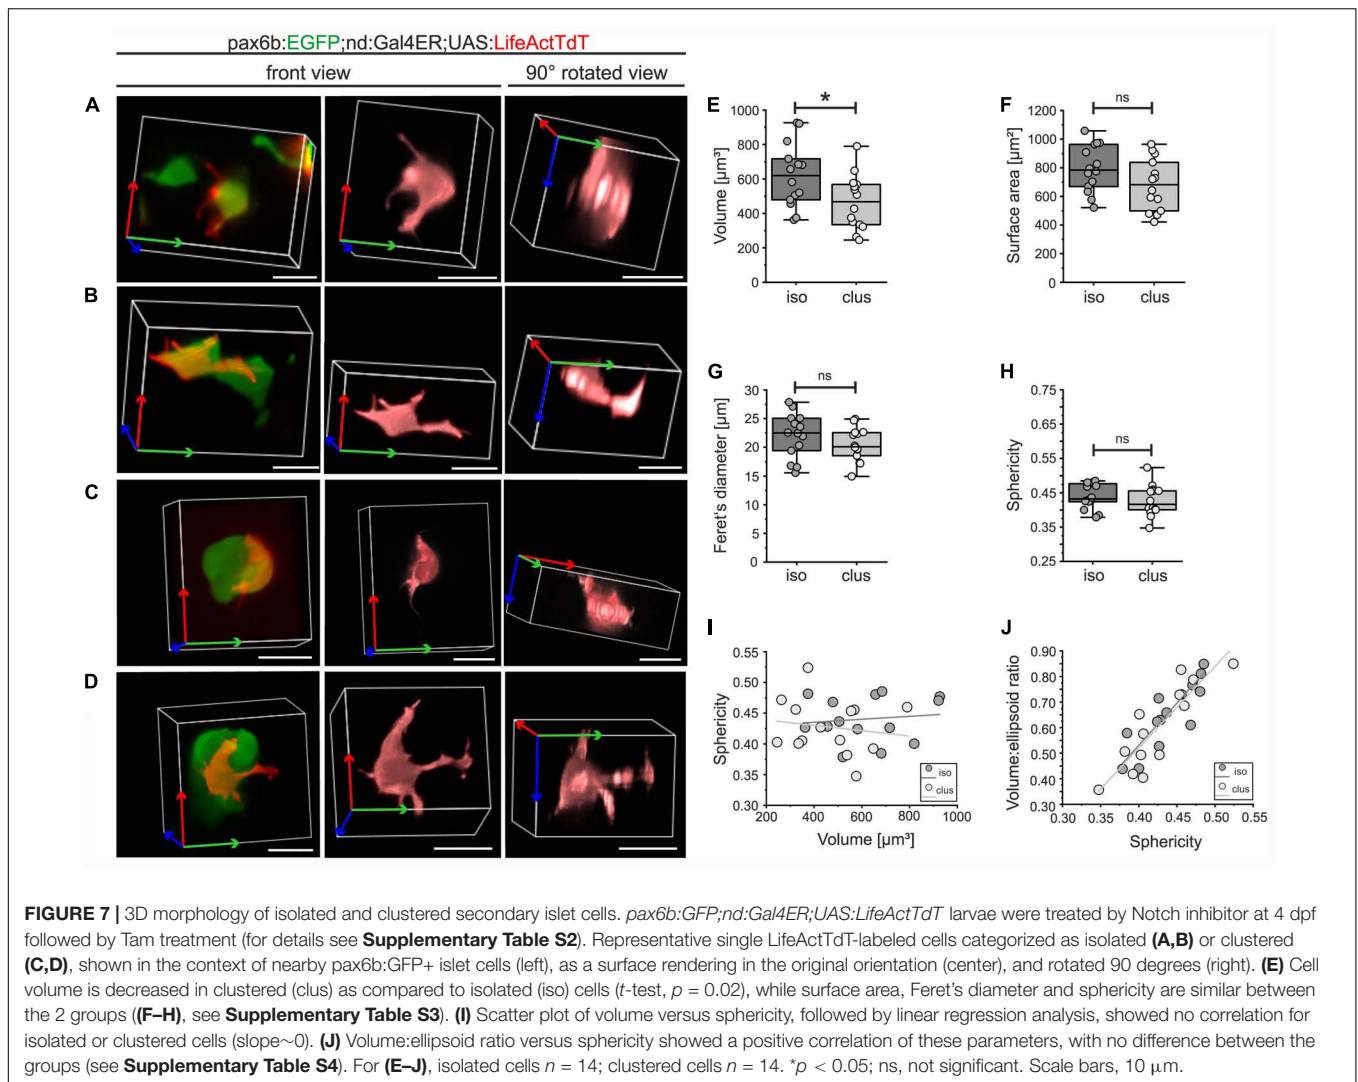 pax6b:EGFP;nd:Gal4ER;UAS:LifeActTdT
front view
90° rotated view
A
B
C
D
E
*
Volume [µm³]
1000
800
600
400
200
0
iso
clus
F
ns
Surface area [µm²]
1200
1000
800
600
400
200
0
iso
clus
G
ns
Feret's diameter [µm]
30
25
20
15
10
5
0
iso
clus
H
ns
Sphericity
0.75
0.65
0.55
0.45
0.35
0.25
iso
clus
I
Sphericity
0.55
0.50
0.45
0.40
0.35
0.30
200
400
600
800
1000
Volume [µm³]
iso
clus
J
Volume:ellipsoid ratio
0.90
0.80
0.70
0.60
0.50
0.40
0.30
0.30
0.35
0.40
0.45
0.50
0.55
Sphericity
iso
clus
FIGURE 7 | 3D morphology of isolated and clustered secondary islet cells. pax6b:GFP;nd:Gal4ER;UAS:LifeActTdT larvae were treated by Notch inhibitor at 4 dpf
followed by Tam treatment (for details see Supplementary Table S2). Representative single LifeActTdT-labeled cells categorized as isolated (A,B) or clustered
(C,D), shown in the context of nearby pax6b:GFP+ islet cells (left), as a surface rendering in the original orientation (center), and rotated 90 degrees (right). (E) Cell
volume is decreased in clustered (clus) as compared to isolated (iso) cells (t-test, p = 0.02), while surface area, Feret's diameter and sphericity are similar between
the 2 groups ((F–H), see Supplementary Table S3). (I) Scatter plot of volume versus sphericity, followed by linear regression analysis, showed no correlation for
isolated or clustered cells (slope∼0). (J) Volume:ellipsoid ratio versus sphericity showed a positive correlation of these parameters, with no difference between the
groups (see Supplementary Table S4). For (E–J), isolated cells n = 14; clustered cells n = 14. *p < 0.05; ns, not significant. Scale bars, 10 µm.